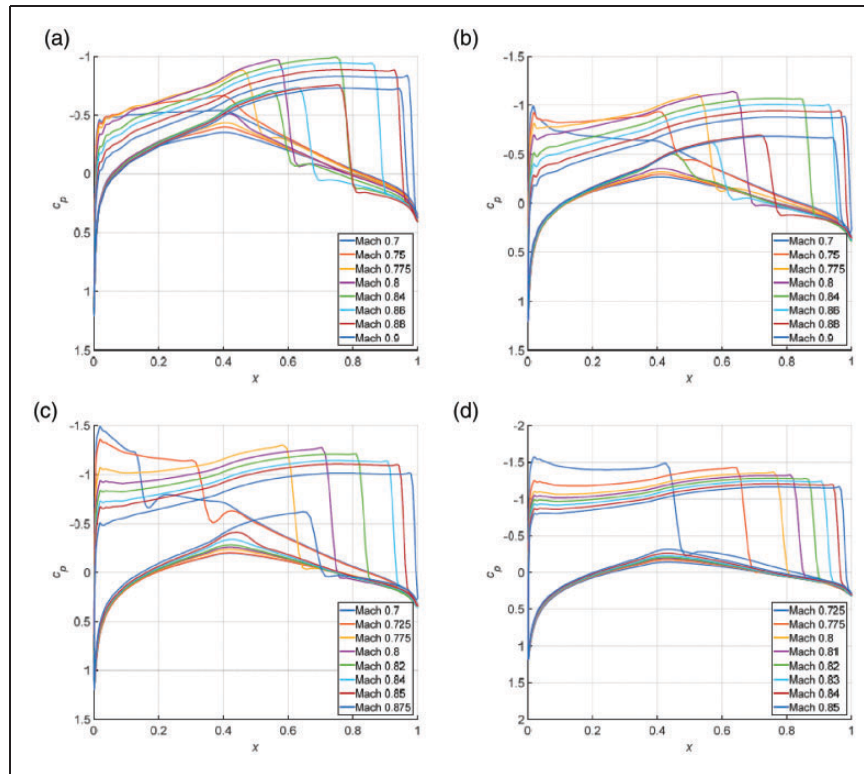 (a)
-1
-0.5
0
0.5
1
1.5
0
0.2
0.4
0.6
0.8
1
x
cp
Mach 0.7
Mach 0.75
Mach 0.775
Mach 0.8
Mach 0.84
Mach 0.86
Mach 0.88
Mach 0.9
(b)
-1.5
-1
-0.5
0
0.5
1
1.5
0
0.2
0.4
0.6
0.8
1
x
cp
Mach 0.7
Mach 0.75
Mach 0.775
Mach 0.8
Mach 0.84
Mach 0.86
Mach 0.88
Mach 0.9
(c)
-1.5
-1
-0.5
0
0.5
1
1.5
0
0.2
0.4
0.6
0.8
1
x
cp
Mach 0.7
Mach 0.725
Mach 0.775
Mach 0.8
Mach 0.82
Mach 0.84
Mach 0.85
Mach 0.875
(d)
-2
-1.5
-1
-0.5
0
0.5
1
1.5
2
0
0.2
0.4
0.6
0.8
1
x
cp
Mach 0.725
Mach 0.775
Mach 0.8
Mach 0.81
Mach 0.82
Mach 0.83
Mach 0.84
Mach 0.85